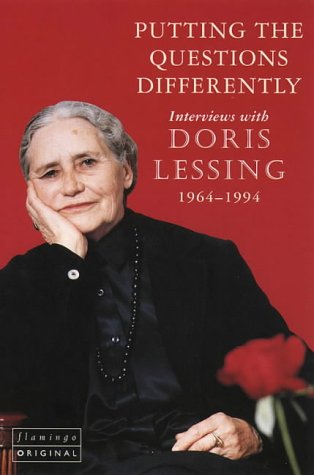 PUTTING THE
QUESTIONS
DIFFERENTLY
Interviews with
DORIS
LESSING
1964–1994
flamingo
ORIGINAL